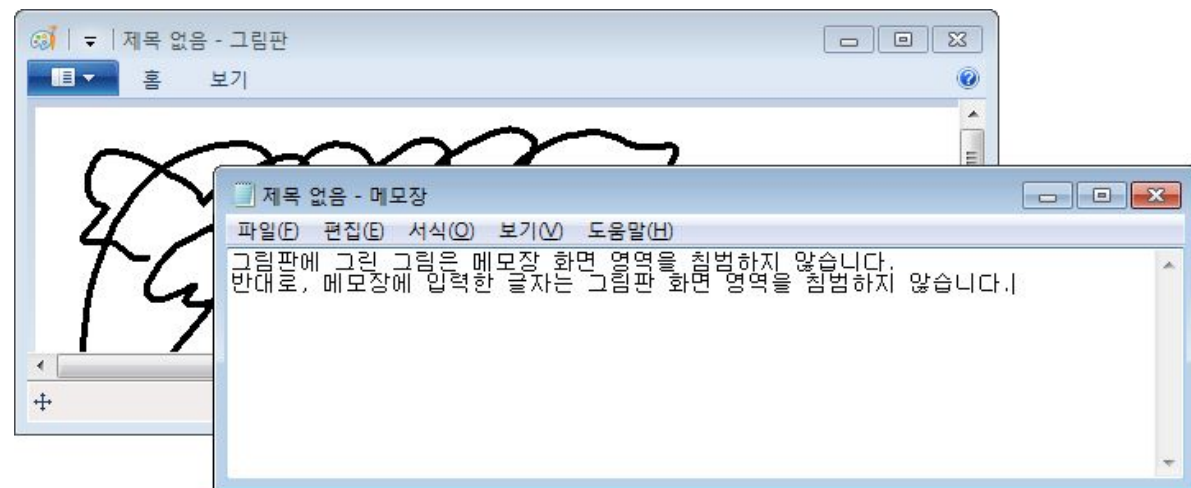 제목 없음 - 그림판
홈 보기
제목 없음 - 메모장
파일(F) 편집(E) 서식(O) 보기(V) 도움말(H)
그림판에 그린 그림은 메모장 화면 영역을 침범하지 않습니다.
반대로, 메모장에 입력한 글자는 그림판 화면 영역을 침범하지 않습니다.